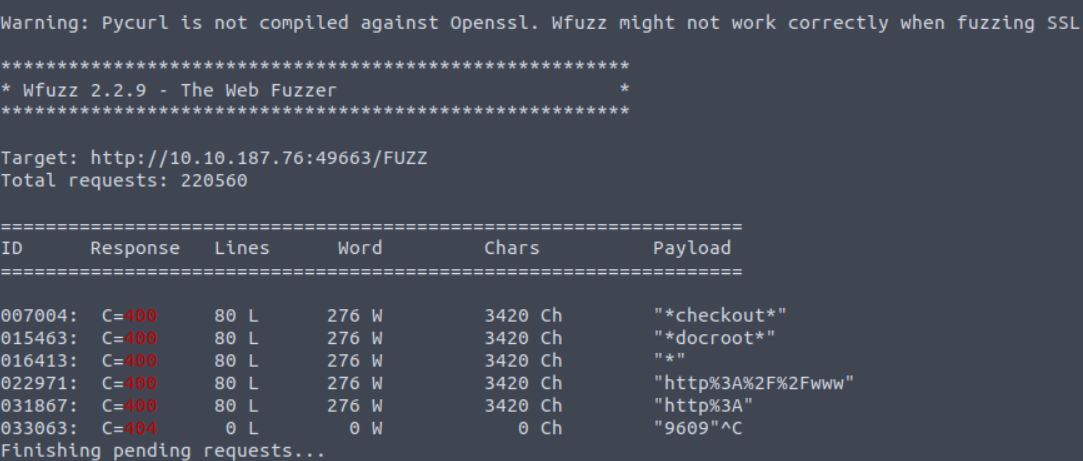 Warning: Pycurl is not compiled against Openssl. Wfuzz might not work correctly when fuzzing SSL
********************************************************
* Wfuzz 2.2.9 - The Web Fuzzer                         *
********************************************************
Target: http://10.10.187.76:49663/FUZZ
Total requests: 220560
==================================================================
ID      Response   Lines      Word         Chars          Payload
==================================================================
007004:  C=400     80 L      276 W         3420 Ch        "*checkout*"
015463:  C=400     80 L      276 W         3420 Ch        "*docroot*"
016413:  C=400     80 L      276 W         3420 Ch        "*"
022971:  C=400     80 L      276 W         3420 Ch        "http%3A%2F%2Fwww"
031867:  C=400     80 L      276 W         3420 Ch        "http%3A"
033063:  C=404      0 L        0 W            0 Ch        "9609"^C
Finishing pending requests...